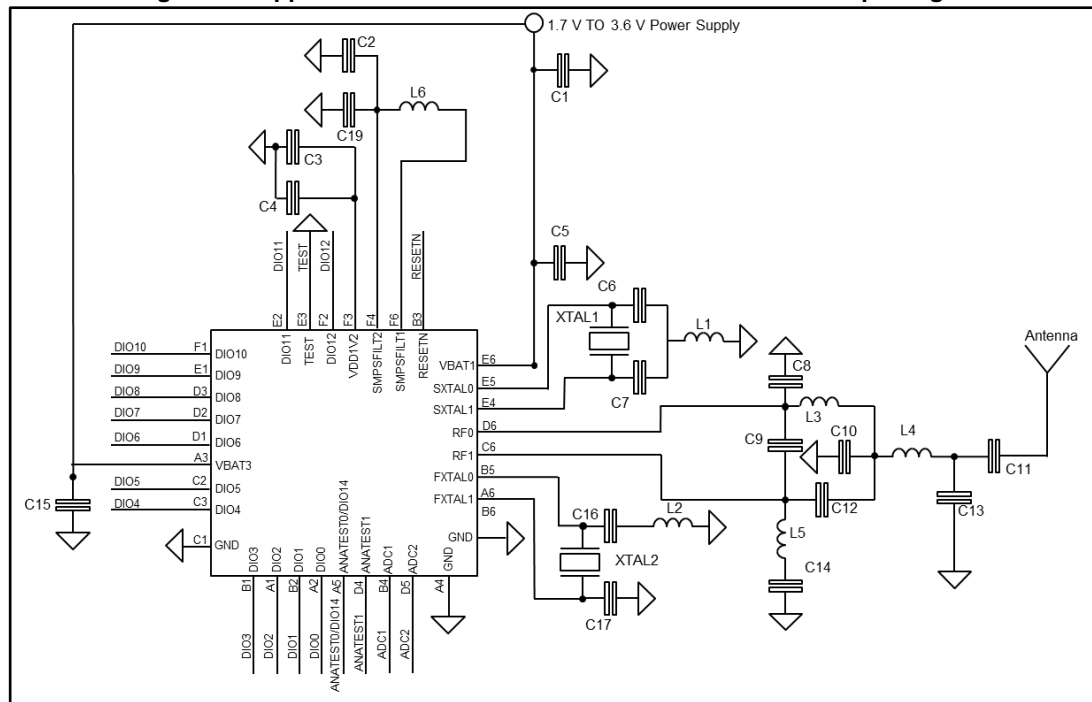 1.7 V TO 3.6 V Power Supply
C2
C1
L6
C19
C3
C4
C5
DIO11
TEST
DIO12
RESETN
C6
XTAL1
L1
C7
Antenna
E2
E3
F2
F3
F4
F6
B3
DIO11
TEST
DIO12
VDD1V2
SMPSFILT2
SMPSFILT1
RESETN
DIO10 F1 DIO10
DIO9 E1 DIO9
DIO8 D3 DIO8
DIO7 D2 DIO7
DIO6 D1 DIO6
A3 VBAT3
DIO5 C2 DIO5
DIO4 C3 DIO4
C1 GND
C15
VBAT1 E6
SXTAL0 E5
SXTAL1 E4
RF0 D6
RF1 C6
FXTAL0 B5
FXTAL1 A6
B6
GND
GND
C8
L3
C9
C10
L4
C11
C12
C13
L5
C14
C16
L2
XTAL2
C17
DIO3
DIO2
DIO1
DIO0
ANATEST0/DIO14
ANATEST1
ADC1
ADC2
B1
A1
B2
A2
A5
D4
B4
D5
A4
DIO3
DIO2
DIO1
DIO0
ANATEST0/DIO14
ANATEST1
ADC1
ADC2